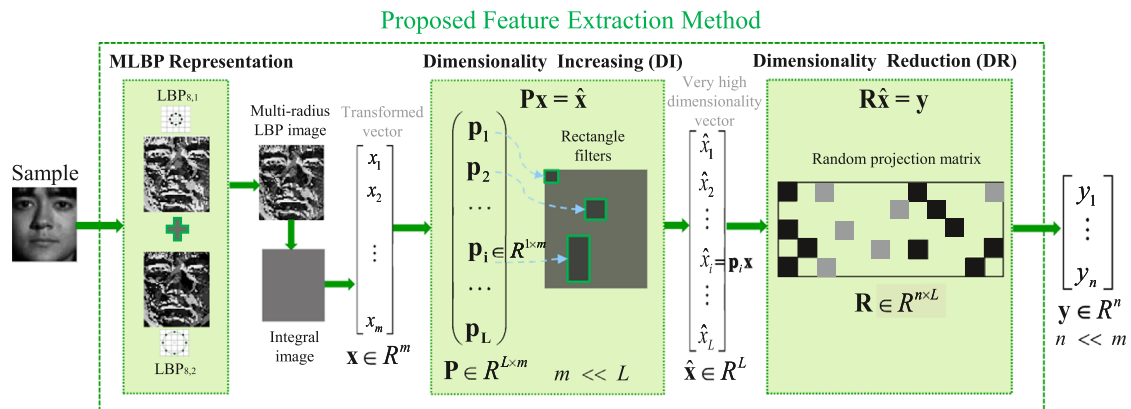 Proposed Feature Extraction Method
MLBP Representation
LBP8,1
Sample
LBP8,2
Multi-radius
LBP image
Integral
image
Transformed
vector
x1
x2
⋮
xm
x ∈ R^m
Dimensionality Increasing (DI)
Px = x̂
p1
p2
...
pi ∈ R^{1×m}
...
pL
Rectangle
filters
P ∈ R^{L×m} m << L
Very high
dimensionality
vector
x̂1
x̂2
⋮
x̂i = pix
⋮
x̂L
x̂ ∈ R^L
Dimensionality Reduction (DR)
Rx̂ = y
Random projection matrix
R ∈ R^{n×L}
y1
⋮
yn
y ∈ R^n
n << m